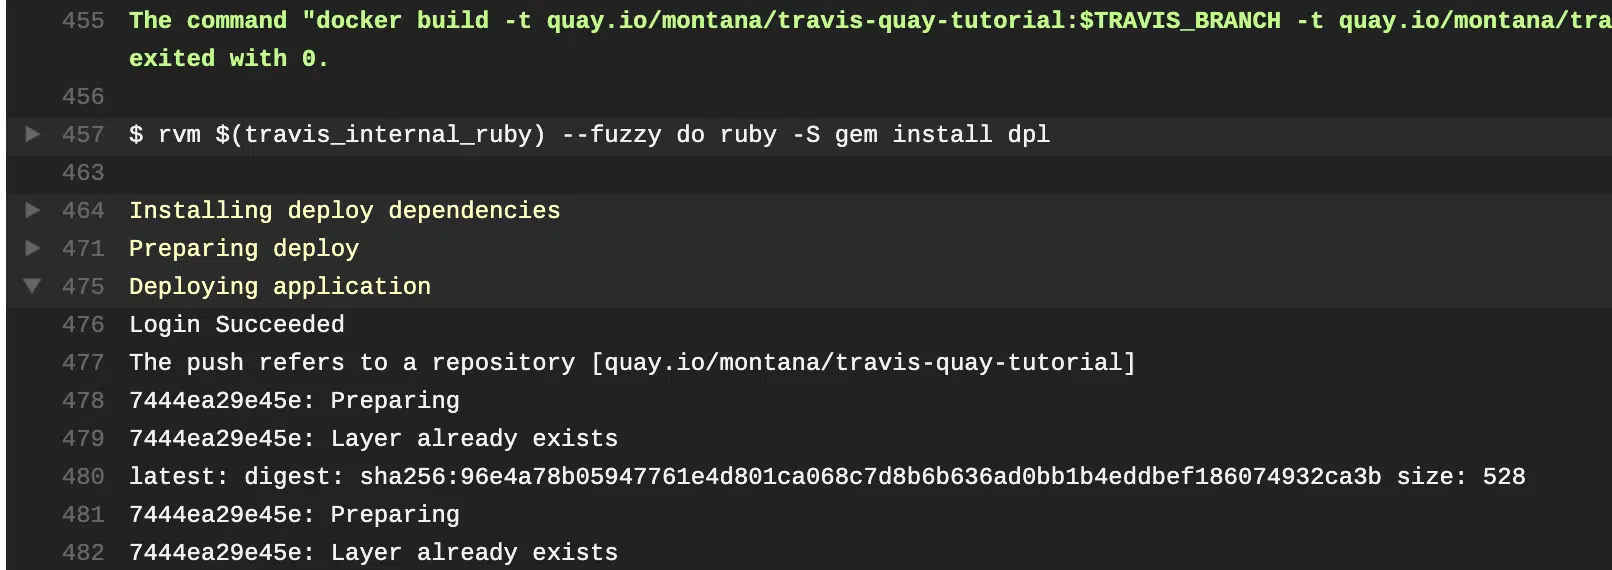 455 The command "docker build -t quay.io/montana/travis-quay-tutorial:$TRAVIS_BRANCH -t quay.io/montana/tra
exited with 0.
456
457 $ rvm $(travis_internal_ruby) --fuzzy do ruby -S gem install dpl
463
464 Installing deploy dependencies
471 Preparing deploy
475 Deploying application
476 Login Succeeded
477 The push refers to a repository [quay.io/montana/travis-quay-tutorial]
478 7444ea29e45e: Preparing
479 7444ea29e45e: Layer already exists
480 latest: digest: sha256:96e4a78b05947761e4d801ca068c7d8b6b636ad0bb1b4eddbef186074932ca3b size: 528
481 7444ea29e45e: Preparing
482 7444ea29e45e: Layer already exists